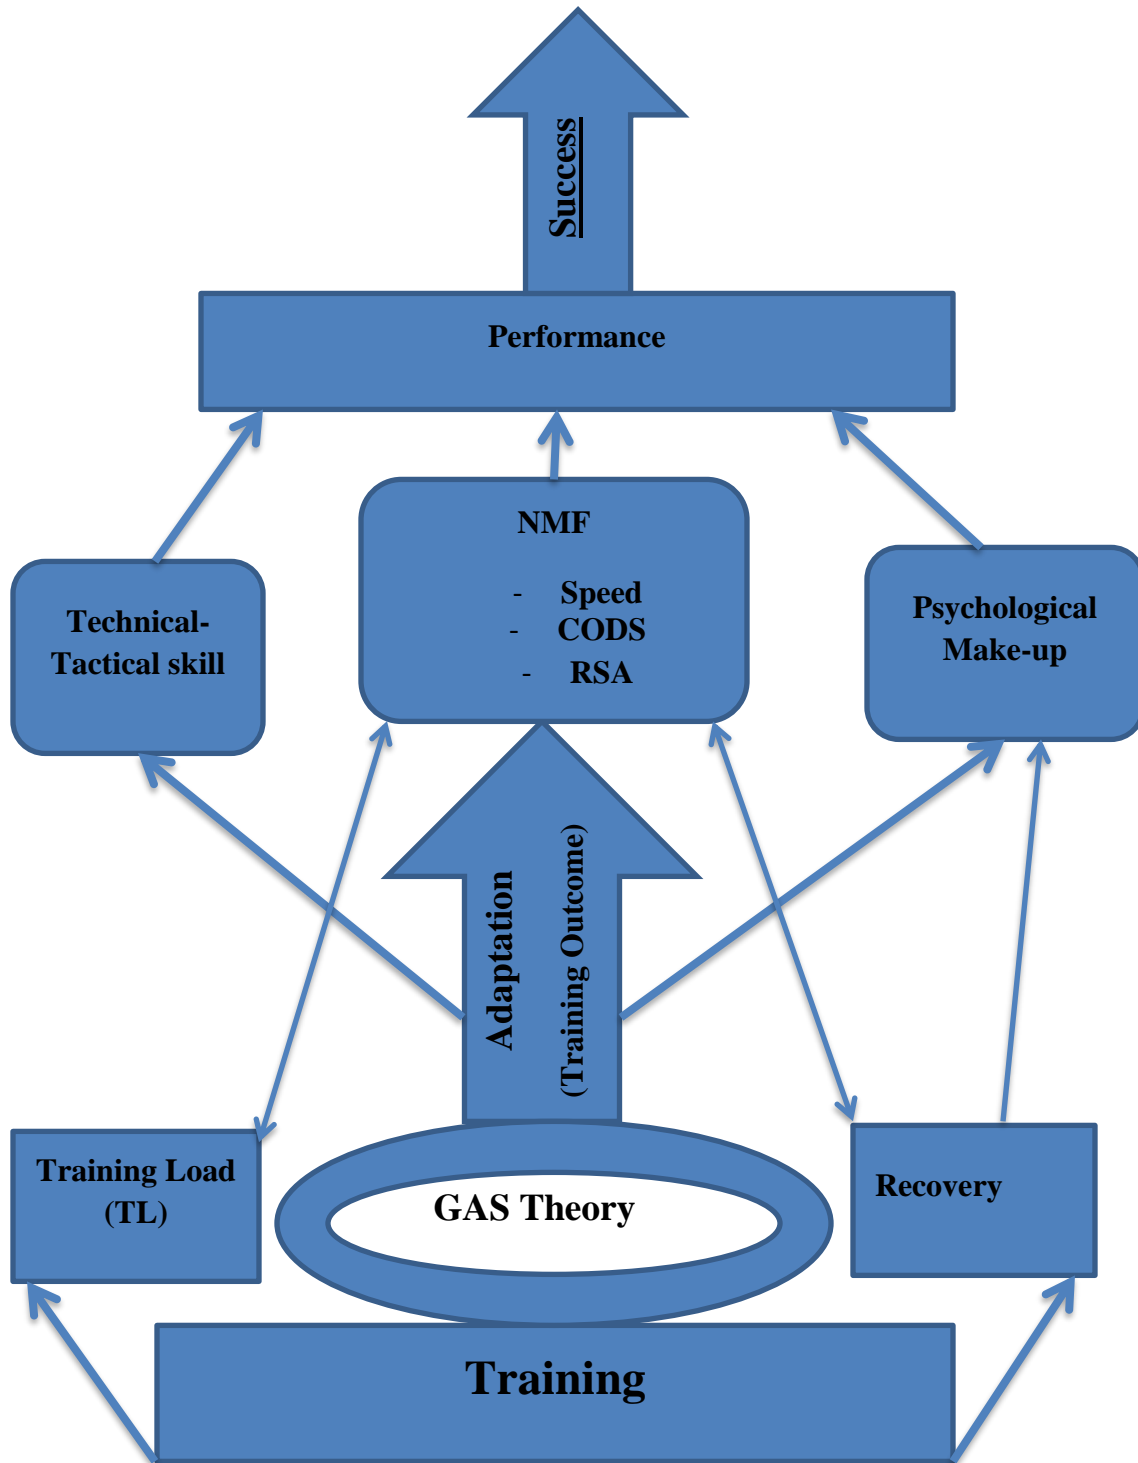 Success
Performance
NMF
- Speed
- CODS
- RSA
Technical-
Tactical skill
Psychological
Make-up
Adaptation
(Training Outcome)
Training Load
(TL)
GAS Theory
Recovery
Training